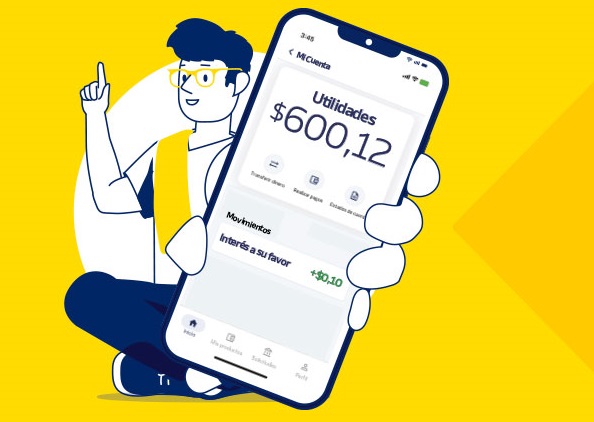 3:45
Mi Cuenta
Utilidades
$600,12
Transferir dinero
Realizar pagos
Estados de cuenta
Movimientos
Interés a su favor
+$0,10
Inicio
Mis productos
Solicitudes
Perfil